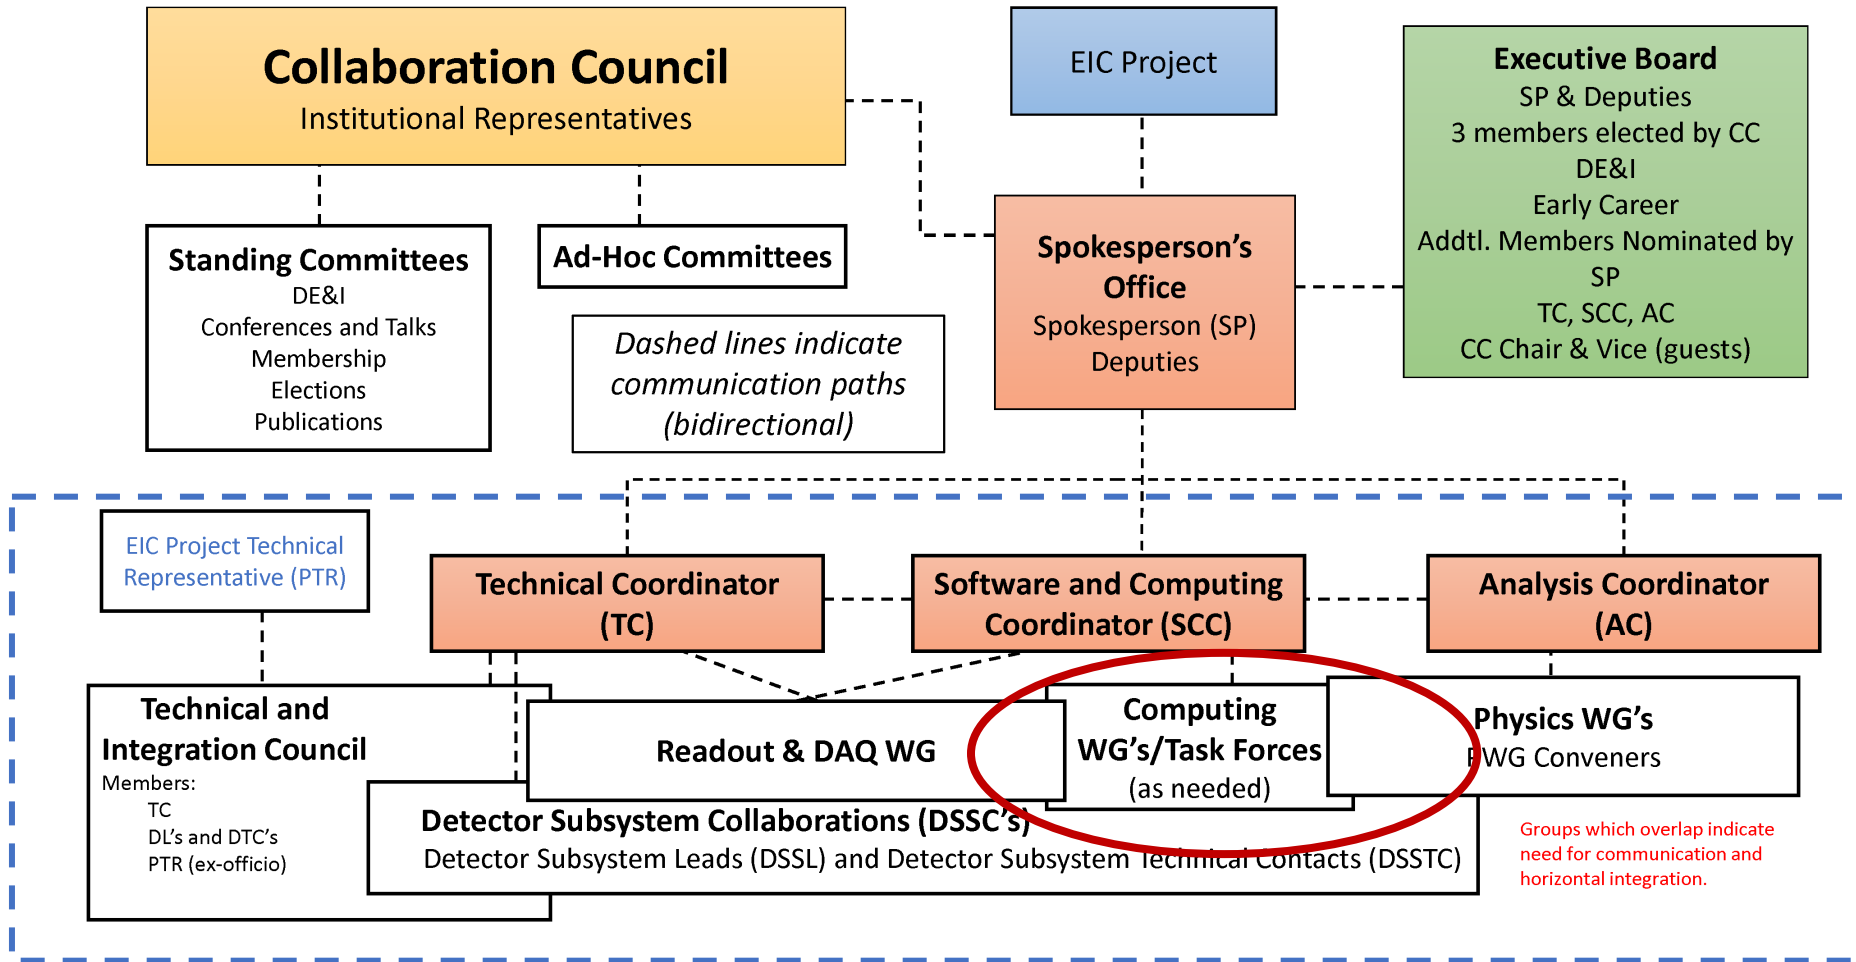 Collaboration Council
Institutional Representatives
EIC Project
Executive Board
SP & Deputies
3 members elected by CC
DE&I
Early Career
Addtl. Members Nominated by
SP
TC, SCC, AC
CC Chair & Vice (guests)
Standing Committees
DE&I
Conferences and Talks
Membership
Elections
Publications
Ad-Hoc Committees
Dashed lines indicate
communication paths
(bidirectional)
Spokesperson’s
Office
Spokesperson (SP)
Deputies
EIC Project Technical
Representative (PTR)
Technical Coordinator
(TC)
Software and Computing
Coordinator (SCC)
Analysis Coordinator
(AC)
Technical and
Integration Council
Members:
TC
DL’s and DTC’s
PTR (ex-officio)
Readout & DAQ WG
Computing
WG’s/Task Forces
(as needed)
Physics WG’s
PWG Conveners
Detector Subsystem Collaborations (DSSC’s)
Detector Subsystem Leads (DSSL) and Detector Subsystem Technical Contacts (DSSTC)
Groups which overlap indicate
need for communication and
horizontal integration.